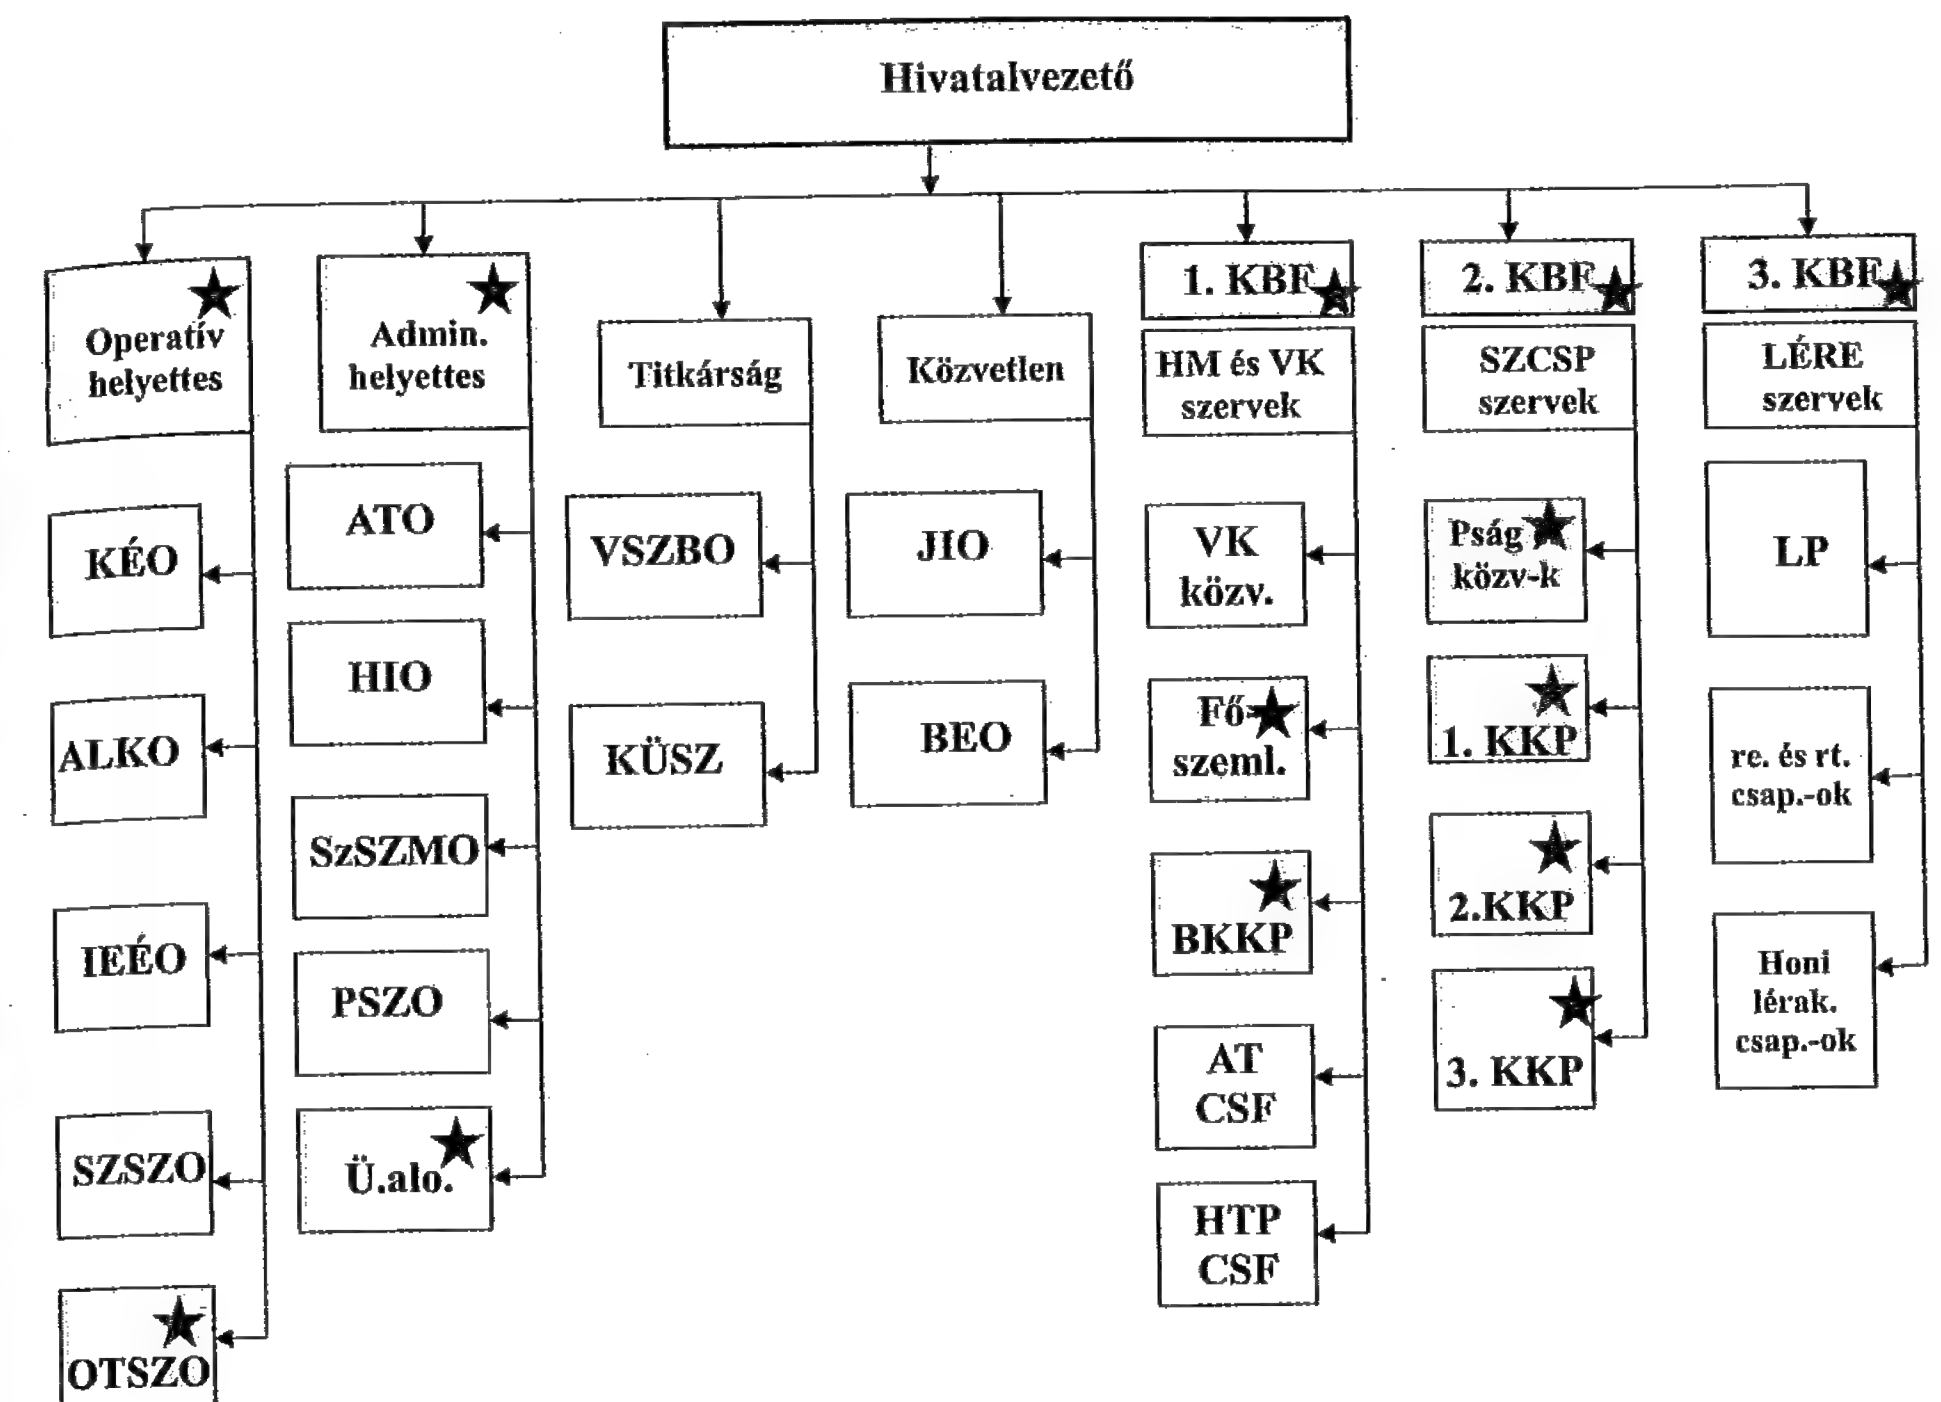 Hivatalvezető
Operatív
helyettes
KÉO
ALKO
IEÉO
SZSZO
OTSZO
Admin.
helyettes
ATO
HIO
SzSZMO
PSZO
Ü.alo.
Titkárság
VSZBO
KÜSZ
Közvetlen
JIO
BEO
1. KBF
HM és VK
szervek
VK
közv.
Fő-
szeml.
BKKP
AT
CSF
HTP
CSF
2. KBF
SZCSP
szervek
Pság
közv-k
1. KKP
2.KKP
3. KKP
3. KBF
LÉRE
szervek
LP
re. és rt.
csap.-ok
Honi
lérak.
csap.-ok